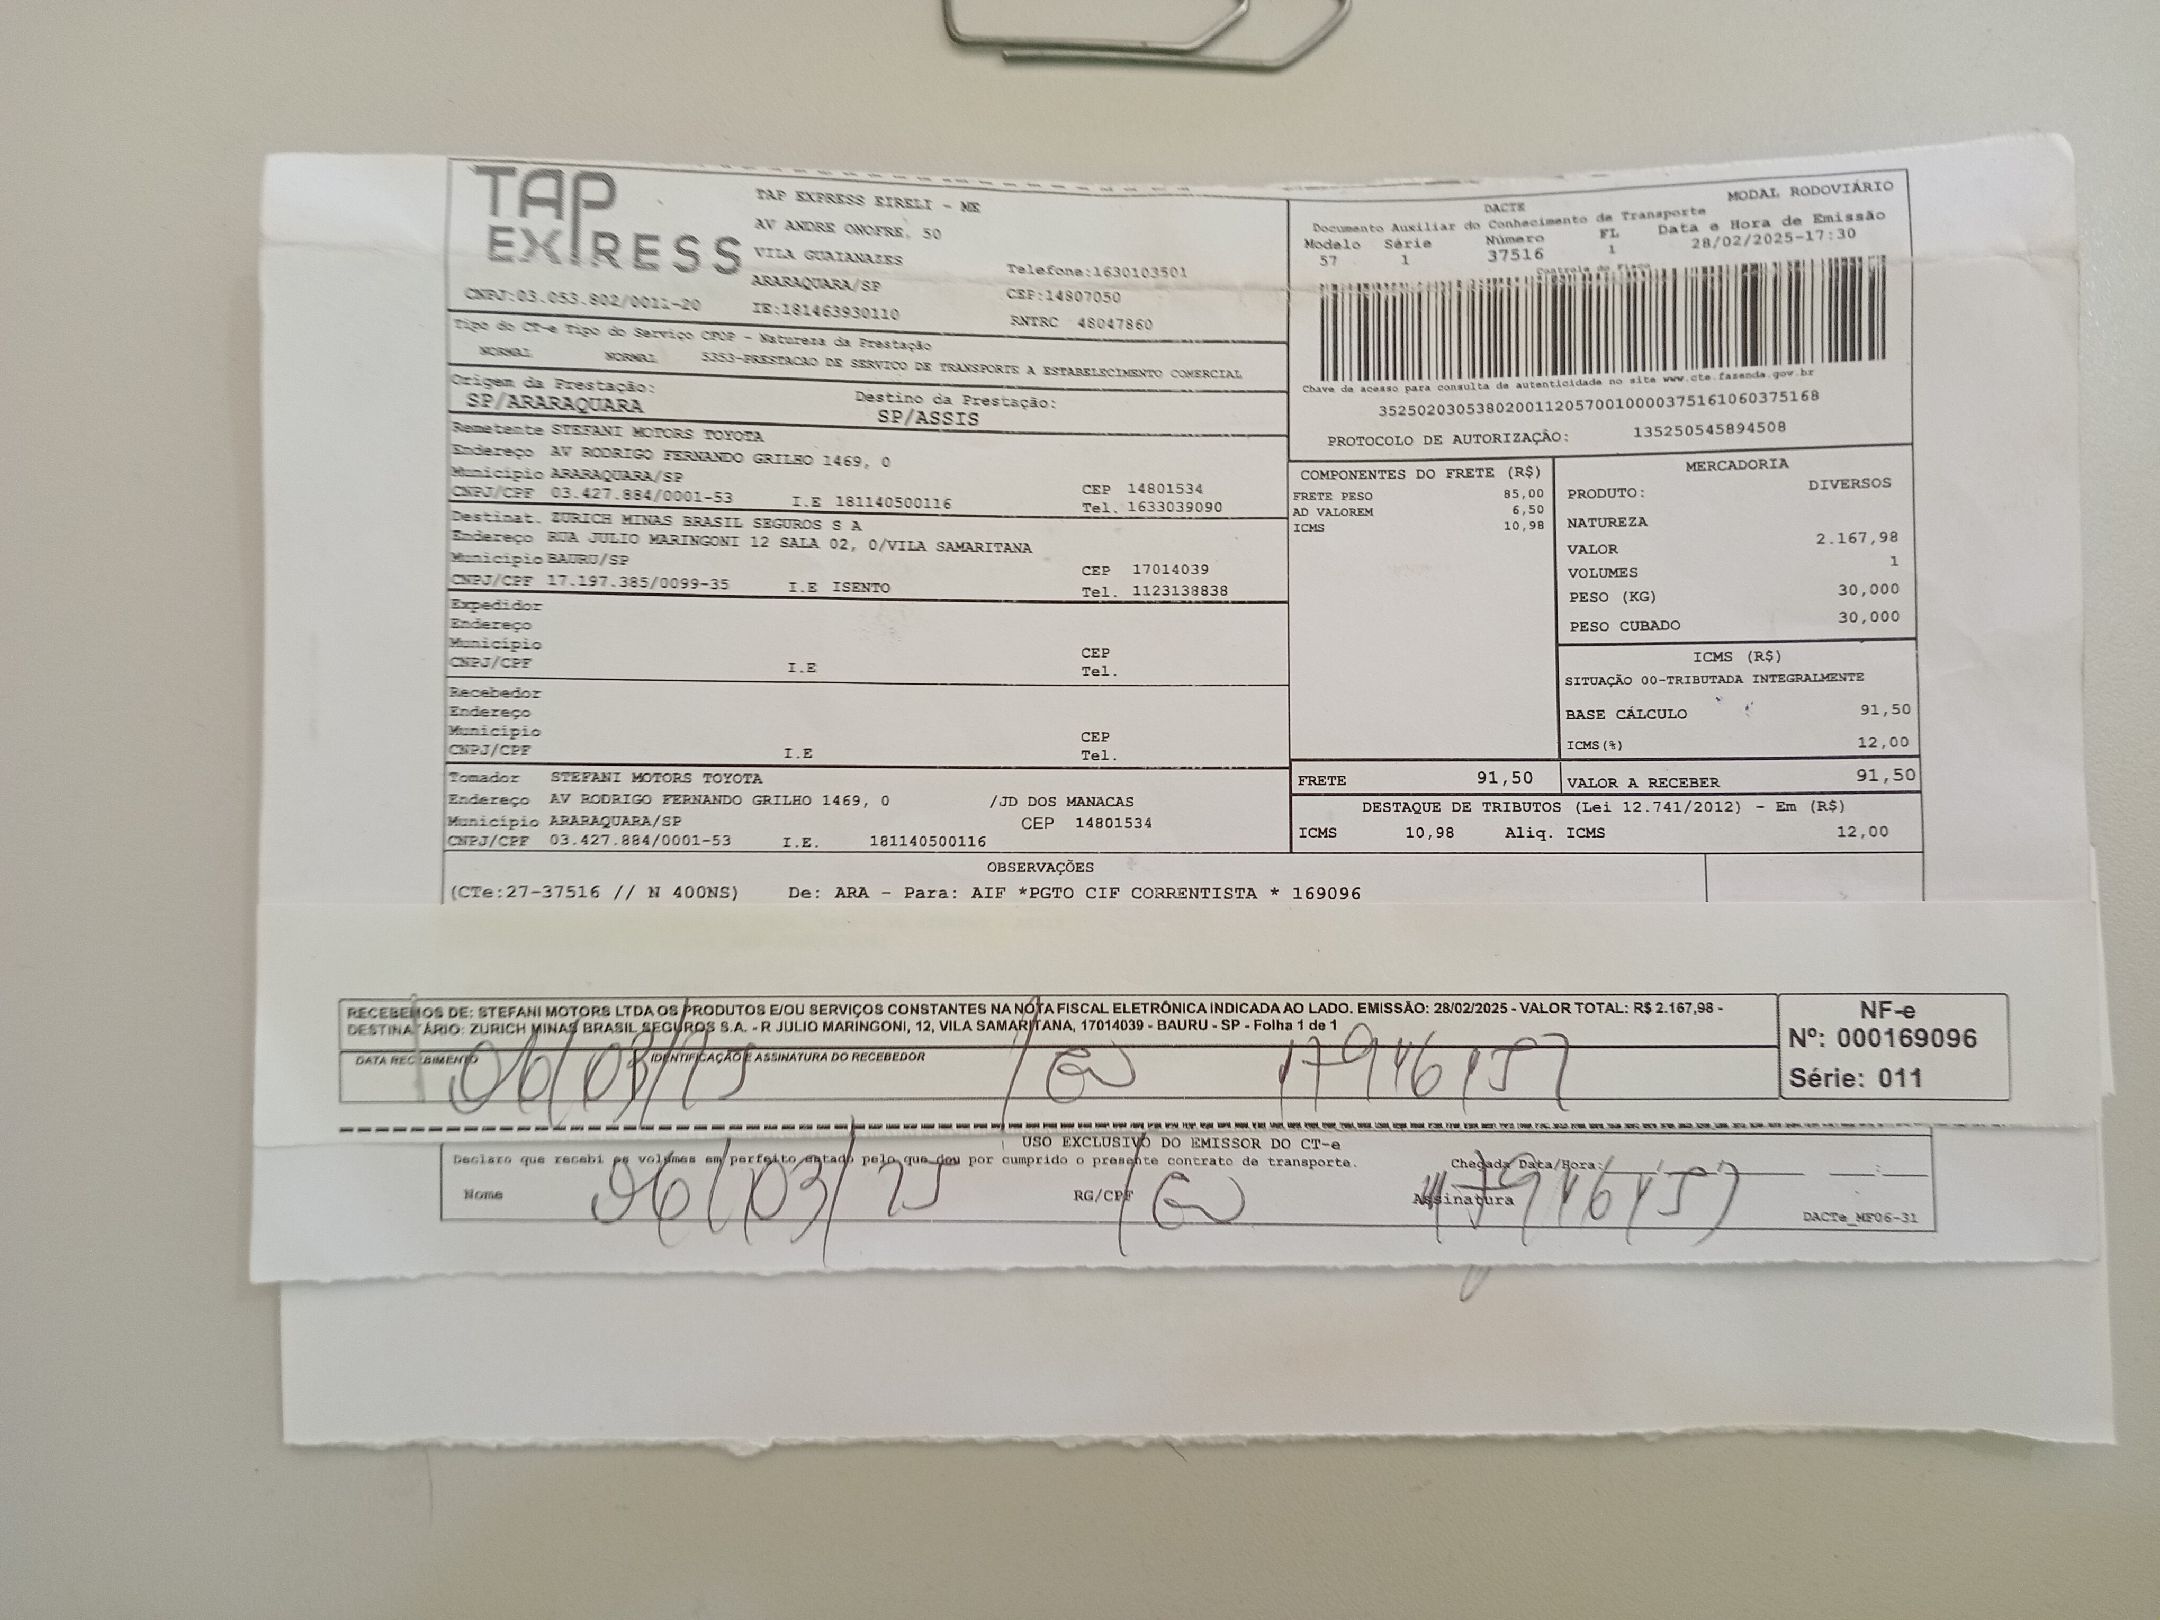 TAP EXPRESS
TAP EXPRESS EIRELI - ME
AV ANDRE ONOFRE, 50
VILA GUAIANAZES
Telefone:1630103501
ARARAQUARA/SP
CEP:14807050
CNPJ:03.053.802/0011-20
IE:181463930110
RNTRC 48047860
Tipo do CT-e Tipo do Serviço CFOP - Natureza da Prestação
NORMAL NORMAL 5353-PRESTACAO DE SERVICO DE TRANSPORTE A ESTABELECIMENTO COMERCIAL
Origem da Prestação: Destino da Prestação:
SP/ARARAQUARA SP/ASSIS
Remetente STEFANI MOTORS TOYOTA
Endereço AV RODRIGO FERNANDO GRILHO 1469, 0
Município ARARAQUARA/SP CEP 14801534
CNPJ/CPF 03.427.884/0001-53 I.E 181140500116 Tel. 1633039090
Destinat. ZURICH MINAS BRASIL SEGUROS S A
Endereço RUA JULIO MARINGONI 12 SALA 02, 0/VILA SAMARITANA
Município BAURU/SP CEP 17014039
CNPJ/CPF 17.197.385/0099-35 I.E ISENTO Tel. 1123138838
Expedidor
Endereço
Município CEP
CNPJ/CPF I.E Tel.
Recebedor
Endereço
Município CEP
CNPJ/CPF I.E Tel.
Tomador STEFANI MOTORS TOYOTA
Endereço AV RODRIGO FERNANDO GRILHO 1469, 0 /JD DOS MANACAS
Município ARARAQUARA/SP CEP 14801534
CNPJ/CPF 03.427.884/0001-53 I.E. 181140500116
DACTE MODAL RODOVIÁRIO
Documento Auxiliar do Conhecimento de Transporte
Modelo Série Número FL Data e Hora de Emissão
57 1 37516 1 28/02/2025-17:30
Controle do Fisco
Chave de acesso para consulta de autenticidade no site www.cte.fazenda.gov.br
35250203053802001120570010000375161060375168
PROTOCOLO DE AUTORIZAÇÃO: 135250545894508
COMPONENTES DO FRETE (R$)
FRETE PESO 85,00
AD VALOREM 6,50
ICMS 10,98
MERCADORIA
PRODUTO: DIVERSOS
NATUREZA
VALOR 2.167,98
VOLUMES 1
PESO (KG) 30,000
PESO CUBADO 30,000
ICMS (R$)
SITUAÇÃO 00-TRIBUTADA INTEGRALMENTE
BASE CÁLCULO 91,50
ICMS(%) 12,00
FRETE 91,50 VALOR A RECEBER 91,50
DESTAQUE DE TRIBUTOS (Lei 12.741/2012) - Em (R$)
ICMS 10,98 Aliq. ICMS 12,00
OBSERVAÇÕES
(CTe:27-37516 // N 400NS) De: ARA - Para: AIF *PGTO CIF CORRENTISTA * 169096
RECEBEMOS DE: STEFANI MOTORS LTDA OS PRODUTOS E/OU SERVIÇOS CONSTANTES NA NOTA FISCAL ELETRÔNICA INDICADA AO LADO. EMISSÃO: 28/02/2025 - VALOR TOTAL: R$ 2.167,98 -
DESTINATÁRIO: ZURICH MINAS BRASIL SEGUROS S.A. - R JULIO MARINGONI, 12, VILA SAMARITANA, 17014039 - BAURU - SP - Folha 1 de 1
DATA RECEBIMENTO IDENTIFICAÇÃO E ASSINATURA DO RECEBEDOR
06/03/25
NF-e
Nº: 000169096
Série: 011
USO EXCLUSIVO DO EMISSOR DO CT-e
Declaro que recebi os volumes em perfeito estado pelo que dou por cumprido o presente contrato de transporte. Chegada Data/Hora:
Nome 06/03/25 RG/CPF Assinatura
DACTe_MF06-31